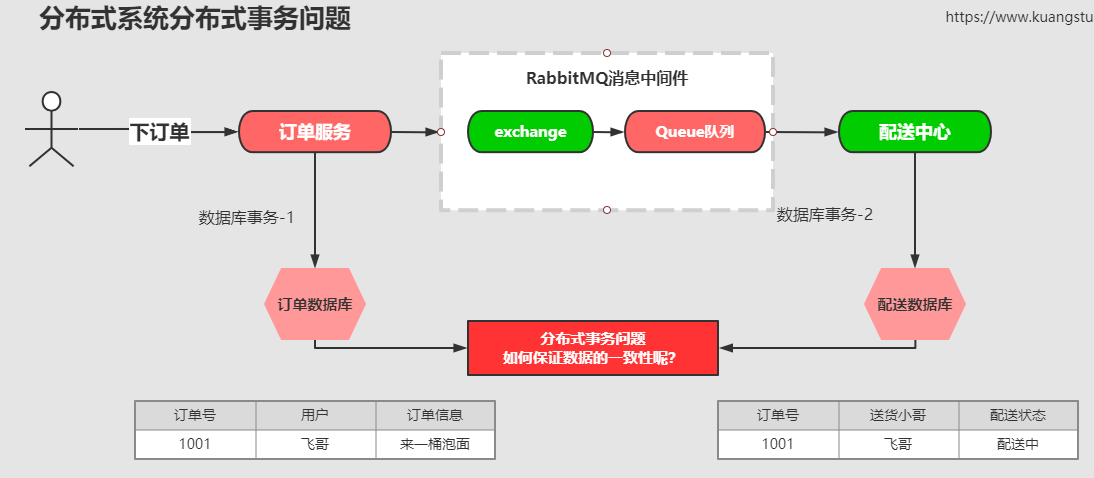 分布式系统分布式事务问题
https://www.kuangstu
RabbitMQ消息中间件
下订单
订单服务
exchange
Queue队列
配送中心
数据库事务-1
数据库事务-2
订单数据库
配送数据库
分布式事务问题
如何保证数据的一致性呢?
订单号 用户 订单信息
1001 飞哥 来一桶泡面
订单号 送货小哥 配送状态
1001 飞哥 配送中